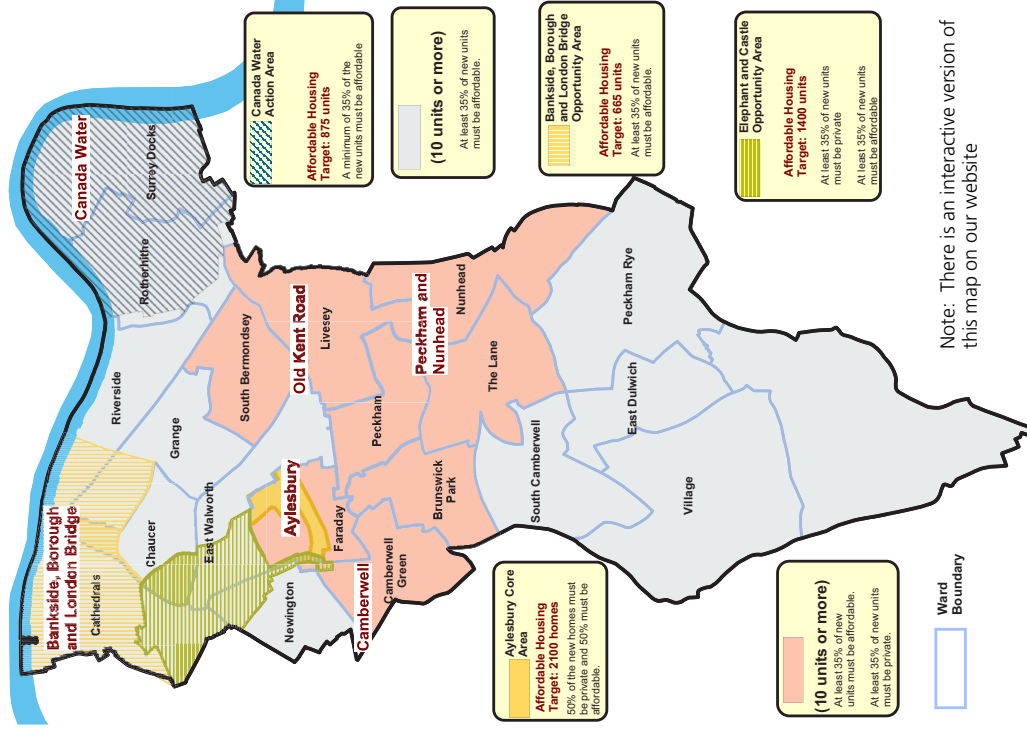 Bankside, Borough
and London Bridge
Cathedrals
Chaucer
East Walworth
Newington
Riverside
Grange
Rotherhithe
Surrey Docks
Canada Water
South Bermondsey
Old Kent Road
Livesey
Aylesbury
Faraday
Camberwell
Camberwell
Green
Peckham
Peckham and
Nunhead
Nunhead
Brunswick
Park
The Lane
South Camberwell
East Dulwich
Peckham Rye
Village
Canada Water
Action Area
Affordable Housing
Target: 875 units
A minimum of 35% of the
new units must be affordable
(10 units or more)
At least 35% of new units
must be affordable.
Bankside, Borough
and London Bridge
Opportunity Area
Affordable Housing
Target: 665 units
At least 35% of new units
must be affordable.
Elephant and Castle
Opportunity Area
Affordable Housing
Target: 1400 units
At least 35% of new units
must be private
At least 35% of new units
must be affordable
Aylesbury Core
Area
Affordable Housing
Target: 2100 homes
50% of the new homes must
be private and 50% must be
affordable.
(10 units or more)
At least 35% of new
units must be affordable.
At least 35% of new units
must be private.
Ward
Boundary
Note:  There is an interactive version of
this map on our website